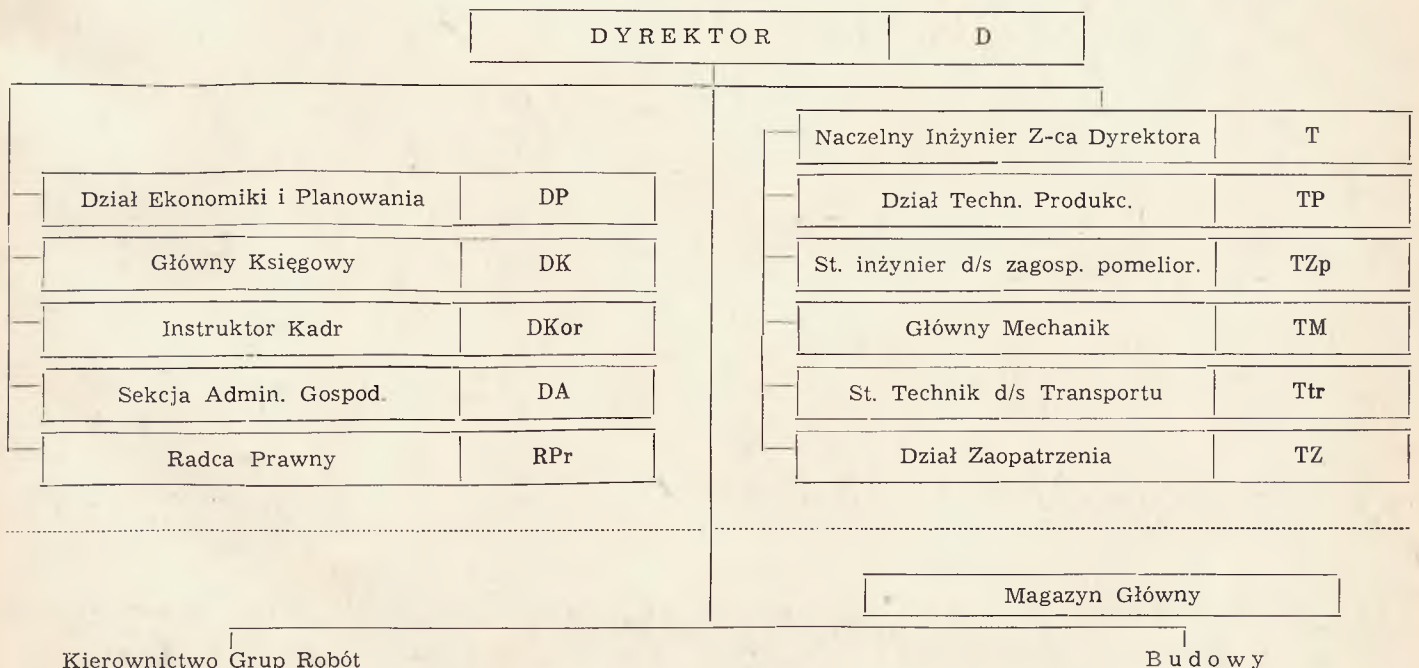 DYREKTOR D
Dział Ekonomiki i Planowania DP
Główny Księgowy DK
Instruktor Kadr DKor
Sekcja Admin. Gospod. DA
Radca Prawny RPr
Naczelny Inżynier Z-ca Dyrektora T
Dział Techn. Produkc. TP
St. inżynier d/s zagosp. pomelior. TZp
Główny Mechanik TM
St. Technik d/s Transportu Ttr
Dział Zaopatrzenia TZ
Magazyn Główny
Kierownictwo Grup Robót
Budowy